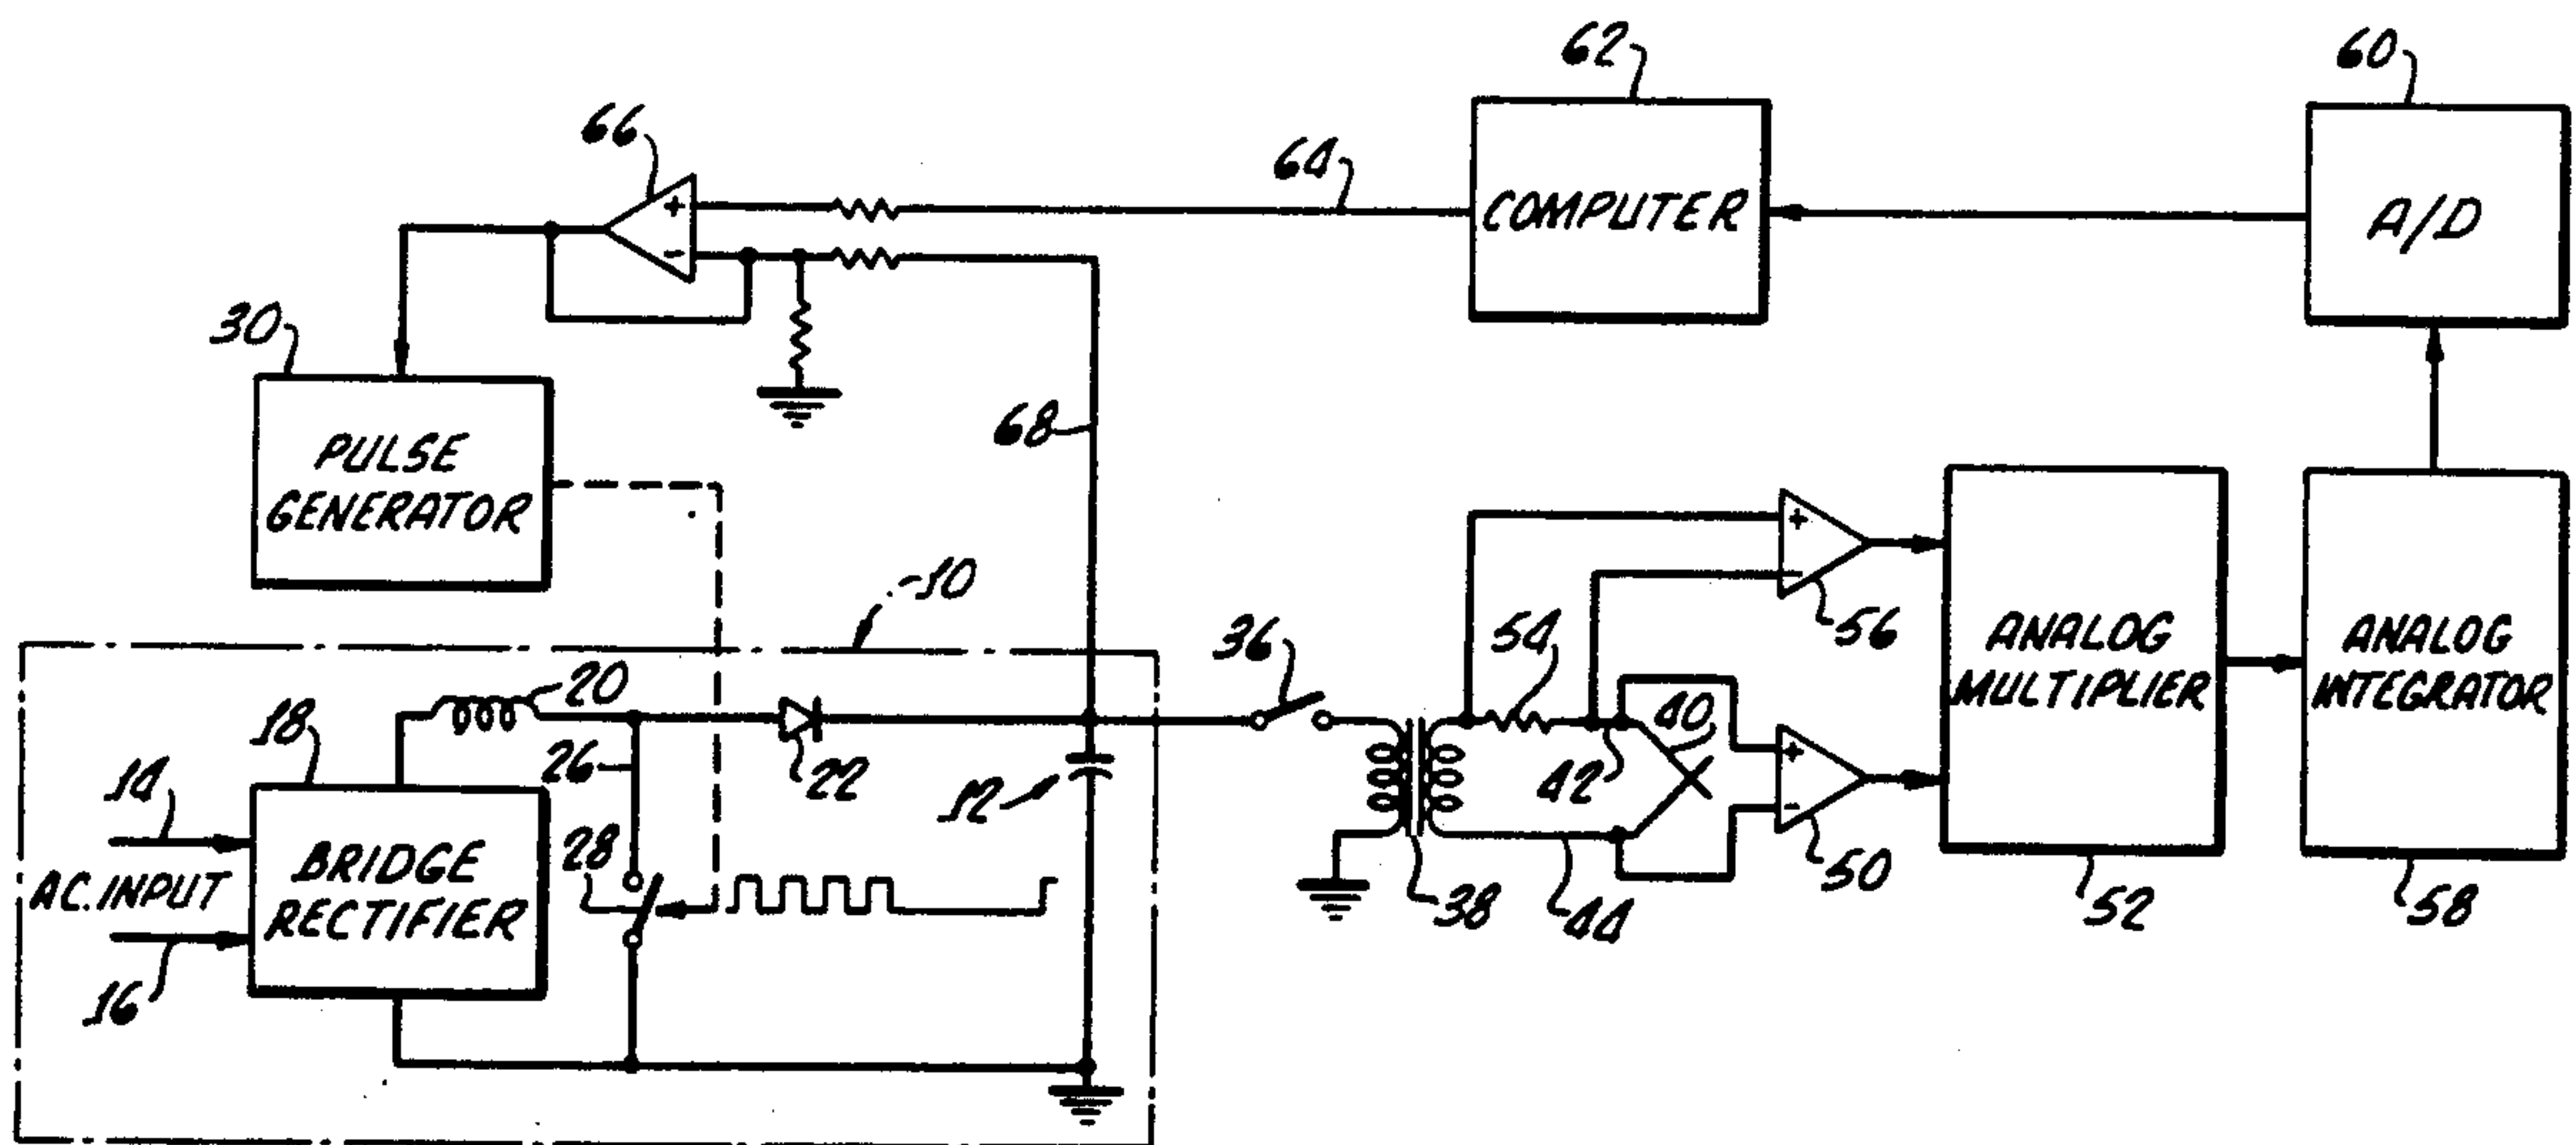 62
60
66
64
COMPUTER
A/D
+
-
30
68
PULSE
GENERATOR
+
-
56
10
36
54
ANALOG
MULTIPLIER
ANALOG
INTEGRATOR
20
18
40
26
22
12
42
+
-
14
50
28
A.C. INPUT
BRIDGE
RECTIFIER
38
44
52
58
16